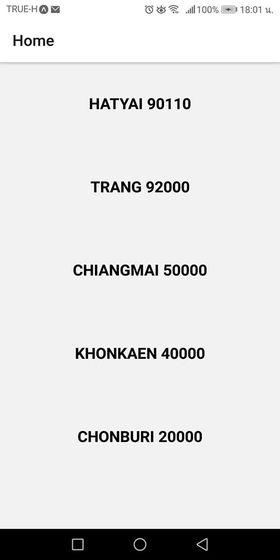 TRUE-H 100% 18:01 น.
Home
HATYAI 90110
TRANG 92000
CHIANGMAI 50000
KHONKAEN 40000
CHONBURI 20000